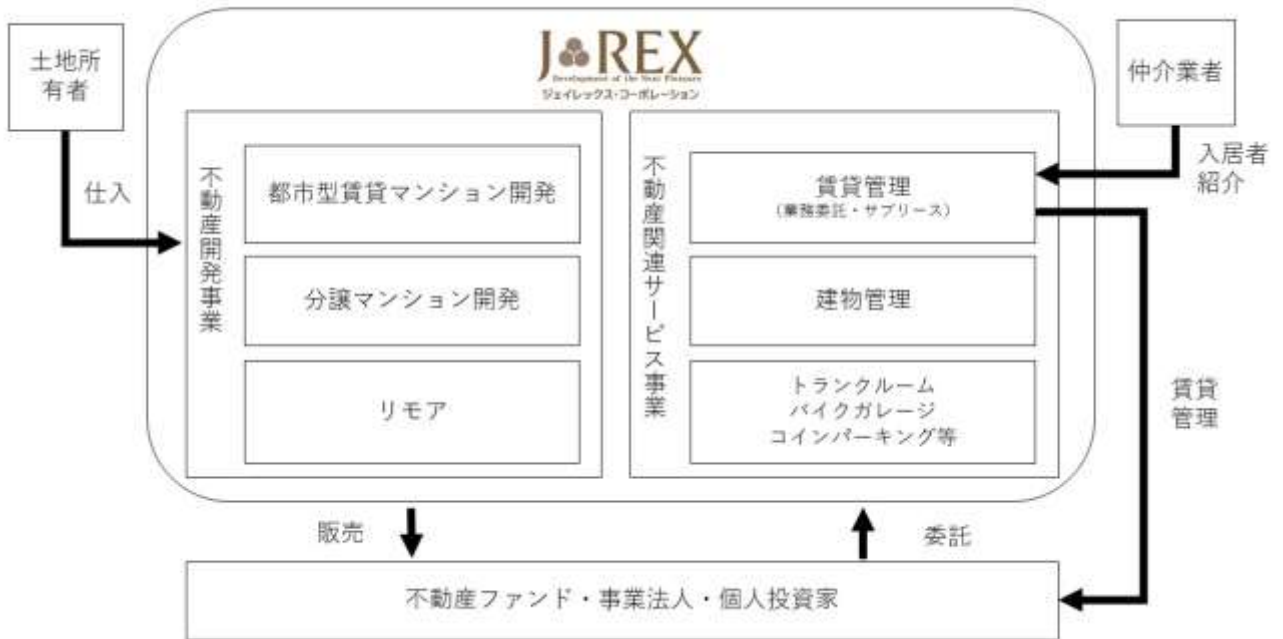 土地所
有者
J REX
Development of the Next Pleasure
ジェイレックス・コーポレーション
仲介業者
仕入
入居者
紹介
不動産開発事業
都市型賃貸マンション開発
分譲マンション開発
リモア
不動産関連サービス事業
賃貸管理
（業務委託・サブリース）
建物管理
トランクルーム
バイクガレージ
コインパーキング等
賃貸
管理
販売
委託
不動産ファンド・事業法人・個人投資家